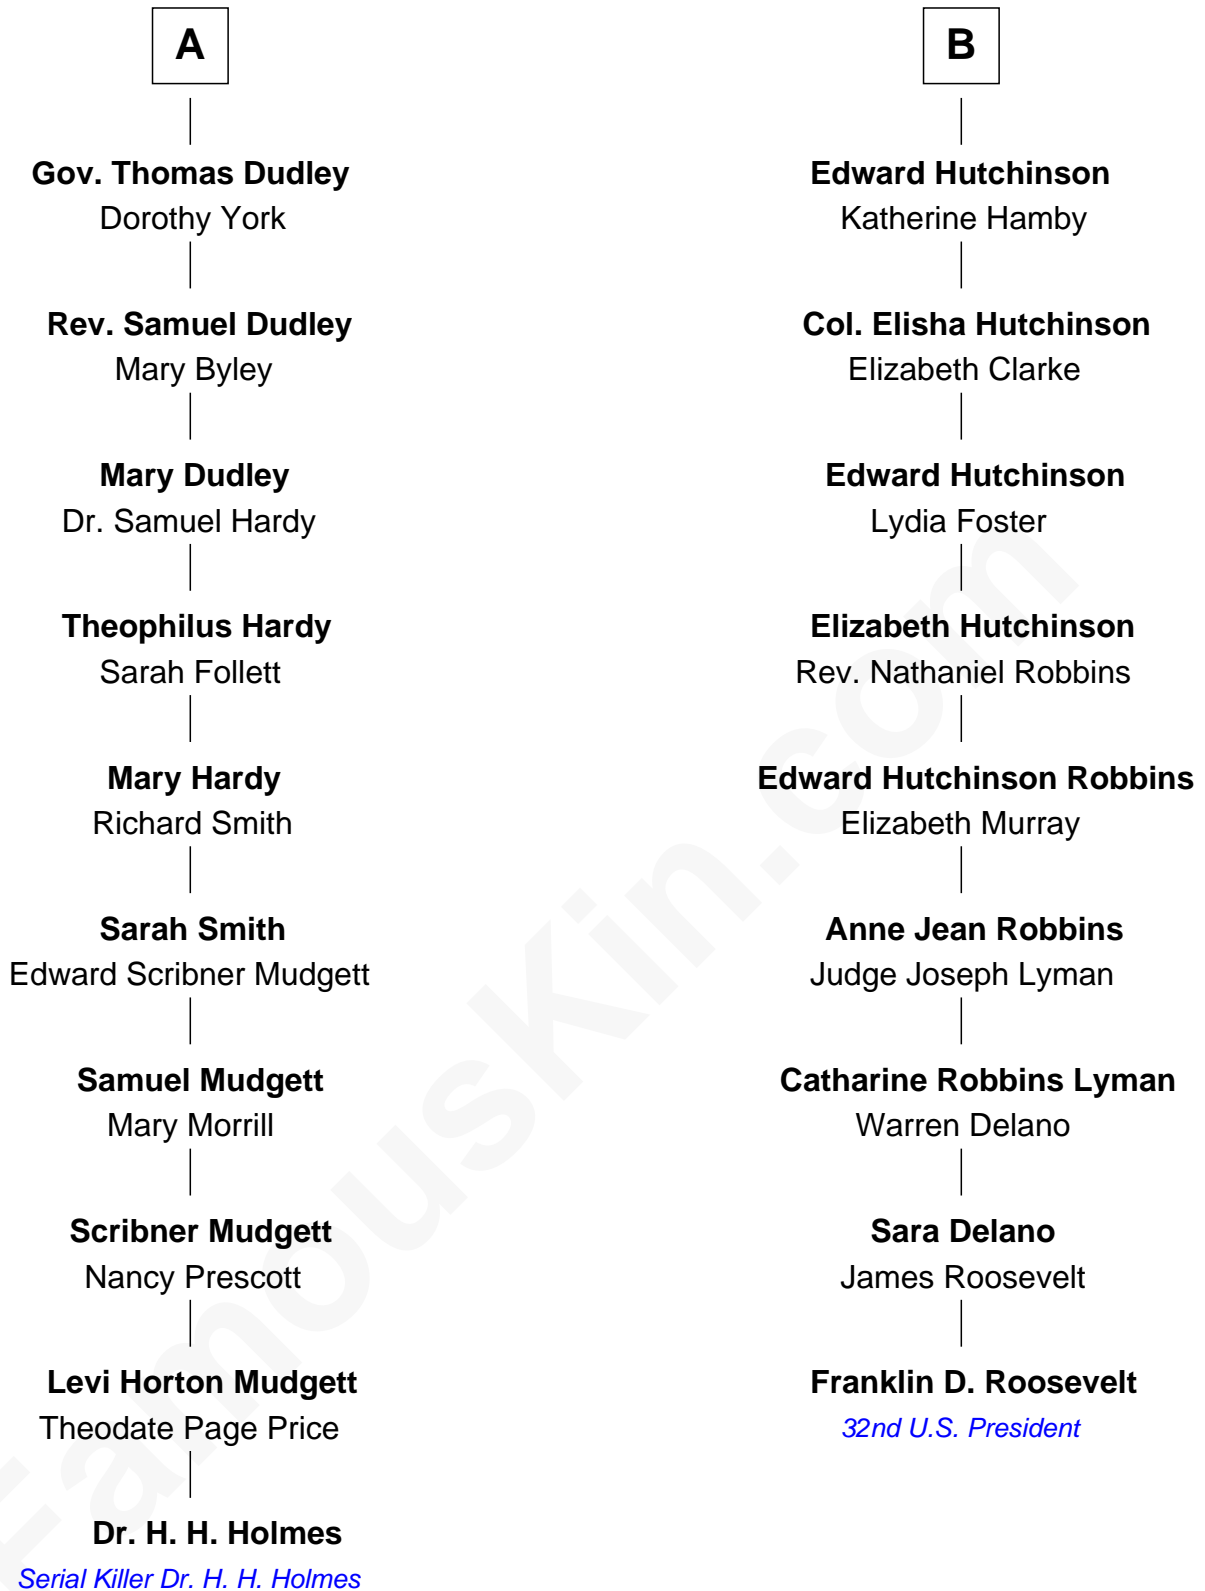 A
Gov. Thomas Dudley
Dorothy York
Rev. Samuel Dudley
Mary Byley
Mary Dudley
Dr. Samuel Hardy
Theophilus Hardy
Sarah Follett
Mary Hardy
Richard Smith
Sarah Smith
Edward Scribner Mudgett
Samuel Mudgett
Mary Morrill
Scribner Mudgett
Nancy Prescott
Levi Horton Mudgett
Theodate Page Price
Dr. H. H. Holmes
Serial Killer Dr. H. H. Holmes
B
Edward Hutchinson
Katherine Hamby
Col. Elisha Hutchinson
Elizabeth Clarke
Edward Hutchinson
Lydia Foster
Elizabeth Hutchinson
Rev. Nathaniel Robbins
Edward Hutchinson Robbins
Elizabeth Murray
Anne Jean Robbins
Judge Joseph Lyman
Catharine Robbins Lyman
Warren Delano
Sara Delano
James Roosevelt
Franklin D. Roosevelt
32nd U.S. President
FamousKin.com